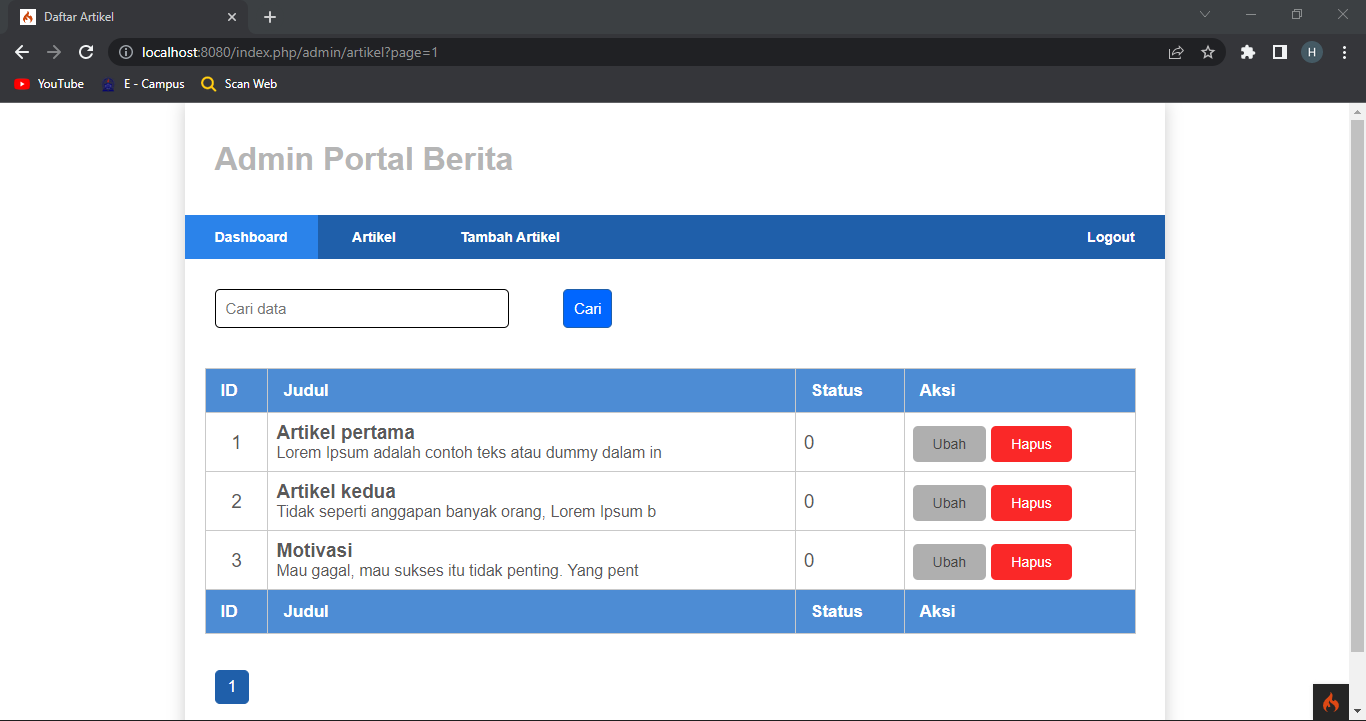 Daftar Artikel
localhost:8080/index.php/admin/artikel?page=1
H
YouTube E - Campus Scan Web
Admin Portal Berita
Dashboard Artikel Tambah Artikel Logout
Cari data Cari
ID Judul Status Aksi
1 Artikel pertama 0 Ubah Hapus
Lorem Ipsum adalah contoh teks atau dummy dalam in
2 Artikel kedua 0 Ubah Hapus
Tidak seperti anggapan banyak orang, Lorem Ipsum b
3 Motivasi 0 Ubah Hapus
Mau gagal, mau sukses itu tidak penting. Yang pent
ID Judul Status Aksi
1